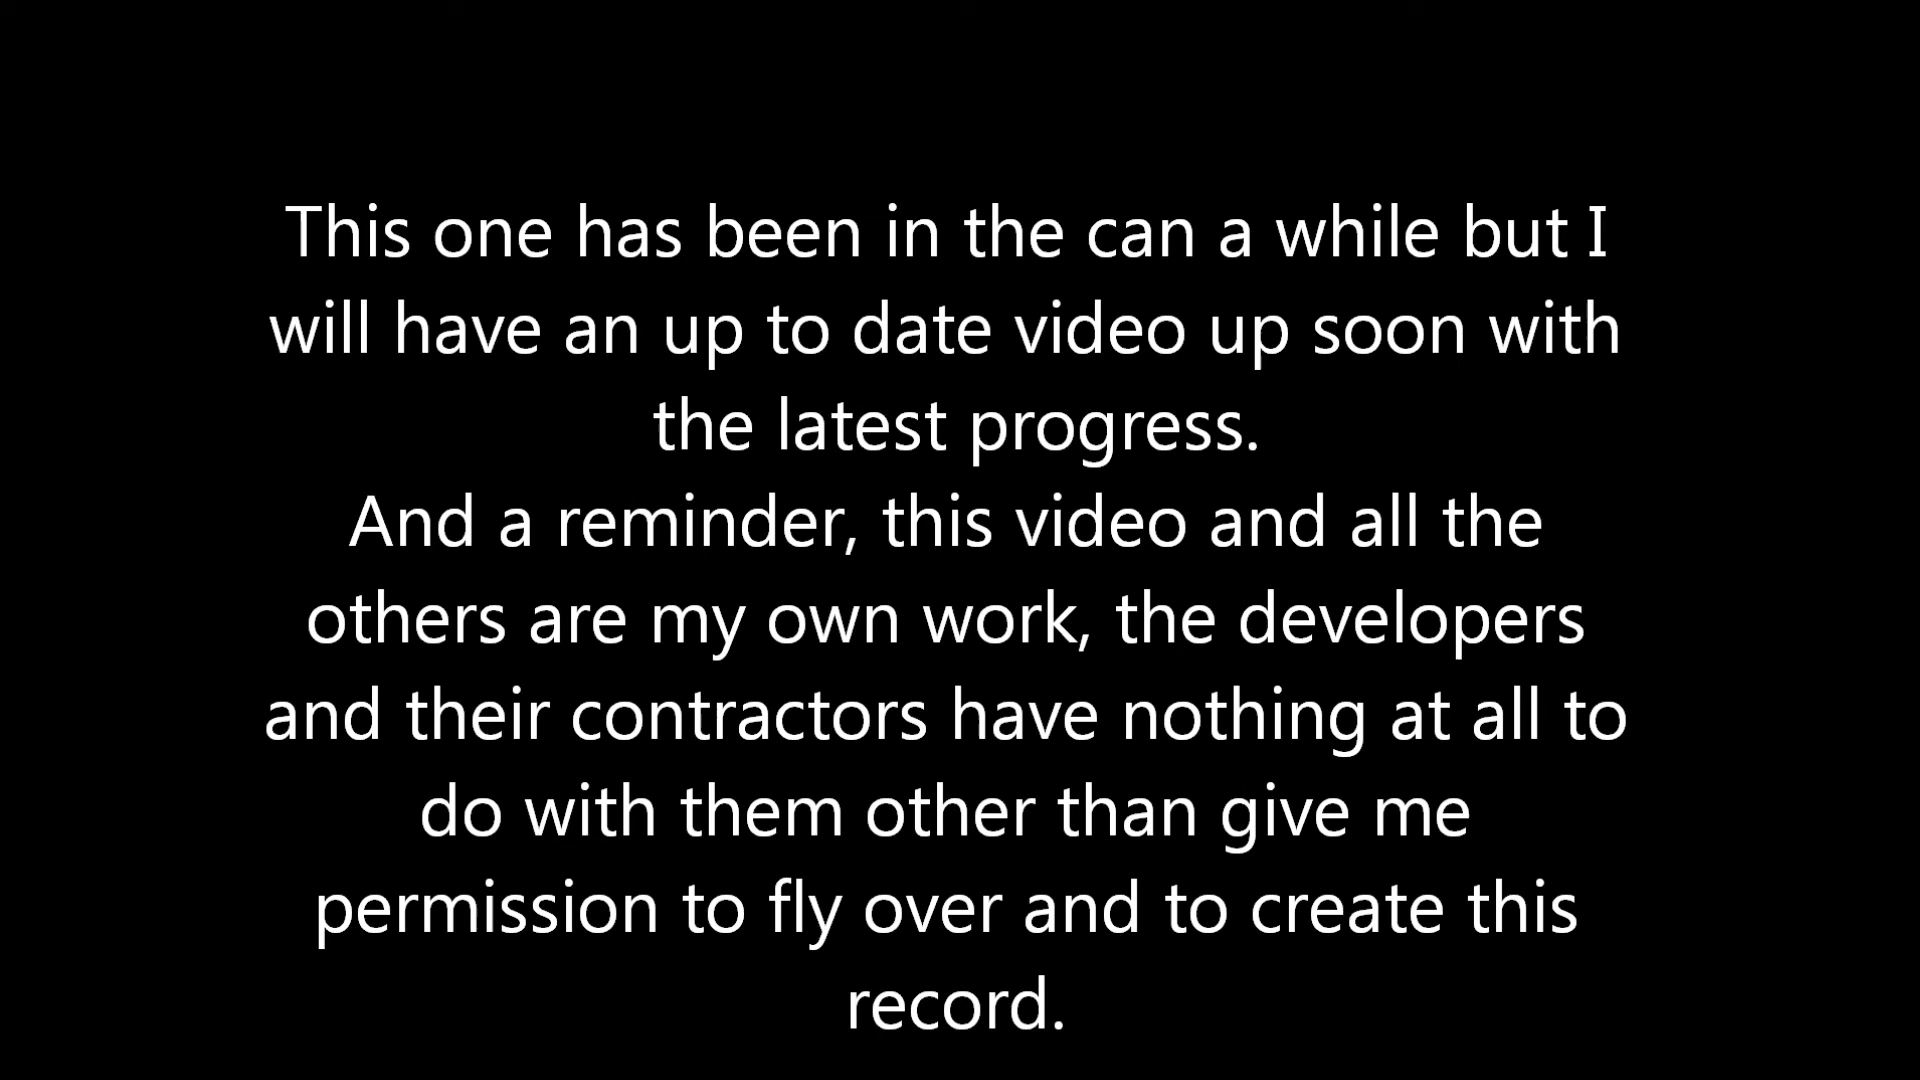 This one has been in the can a while but I
will have an up to date video up soon with
the latest progress.
And a reminder, this video and all the
others are my own work, the developers
and their contractors have nothing at all to
do with them other than give me
permission to fly over and to create this
record.